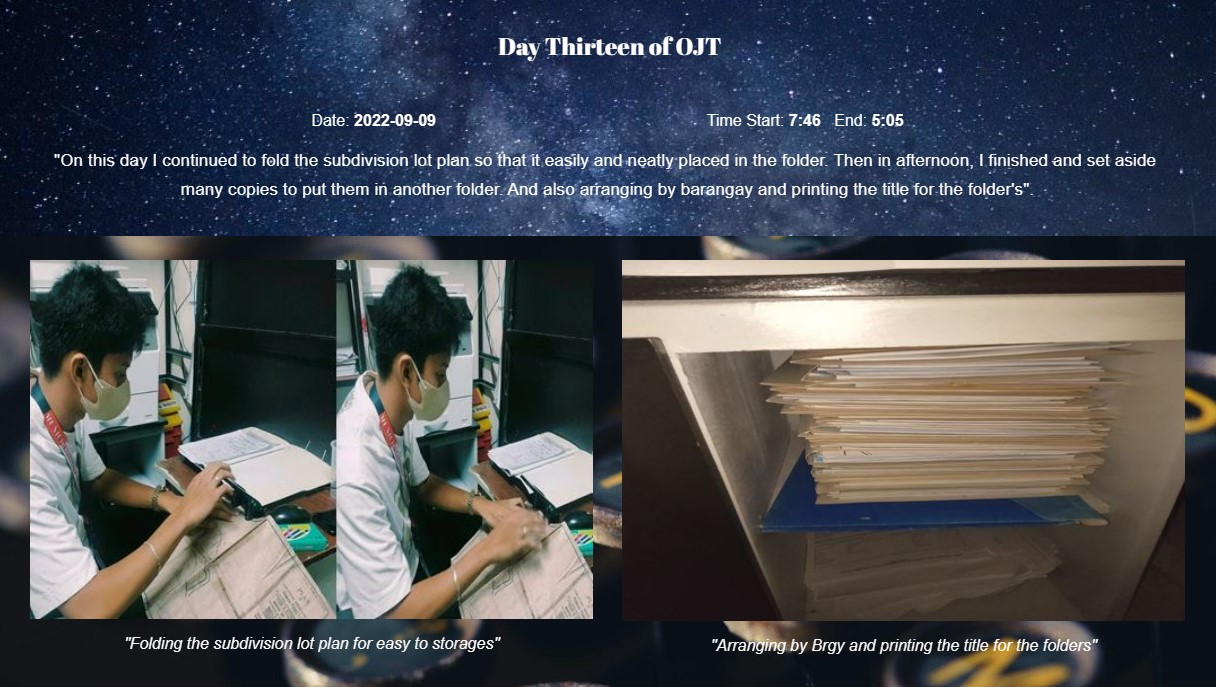 Day Thirteen of OJT
Date: 2022-09-09 Time Start: 7:46 End: 5:05
"On this day I continued to fold the subdivision lot plan so that it easily and neatly placed in the folder. Then in afternoon, I finished and set aside
many copies to put them in another folder. And also arranging by barangay and printing the title for the folder's".
"Folding the subdivision lot plan for easy to storages"
"Arranging by Brgy and printing the title for the folders"